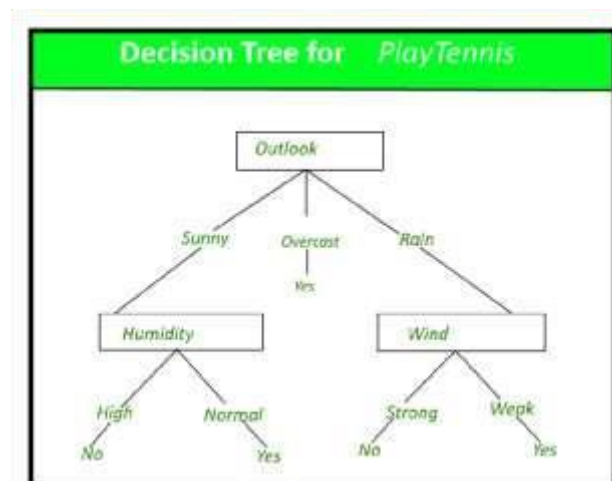 Decision Tree for PlayTennis
Outlook
Sunny Overcast Rain
Yes
Humidity Wind
High Normal Strong Weak
No Yes No Yes